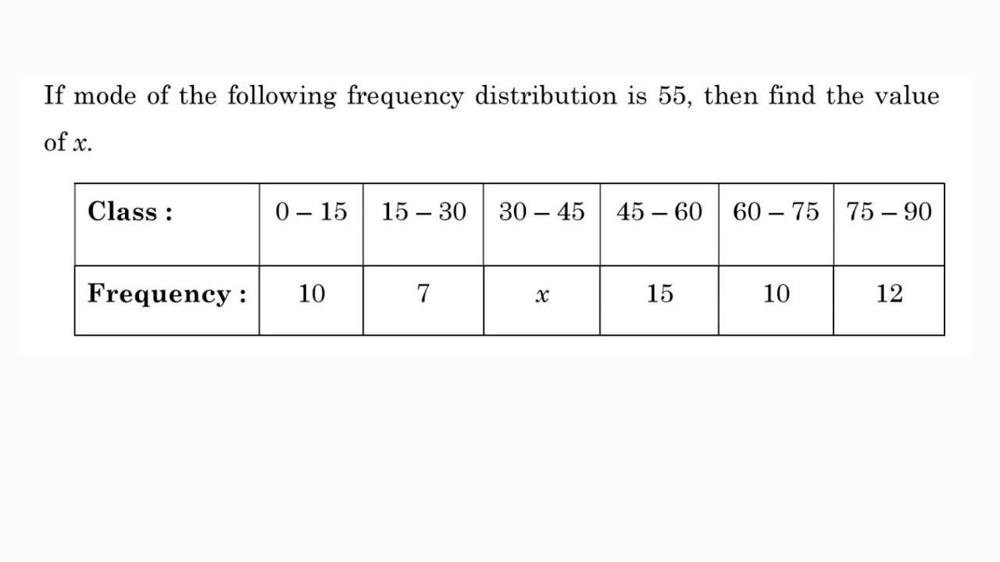 If mode of the following frequency distribution is 55, then find the value
of x.
Class : 0 – 15 15 – 30 30 – 45 45 – 60 60 – 75 75 – 90
Frequency : 10 7 x 15 10 12